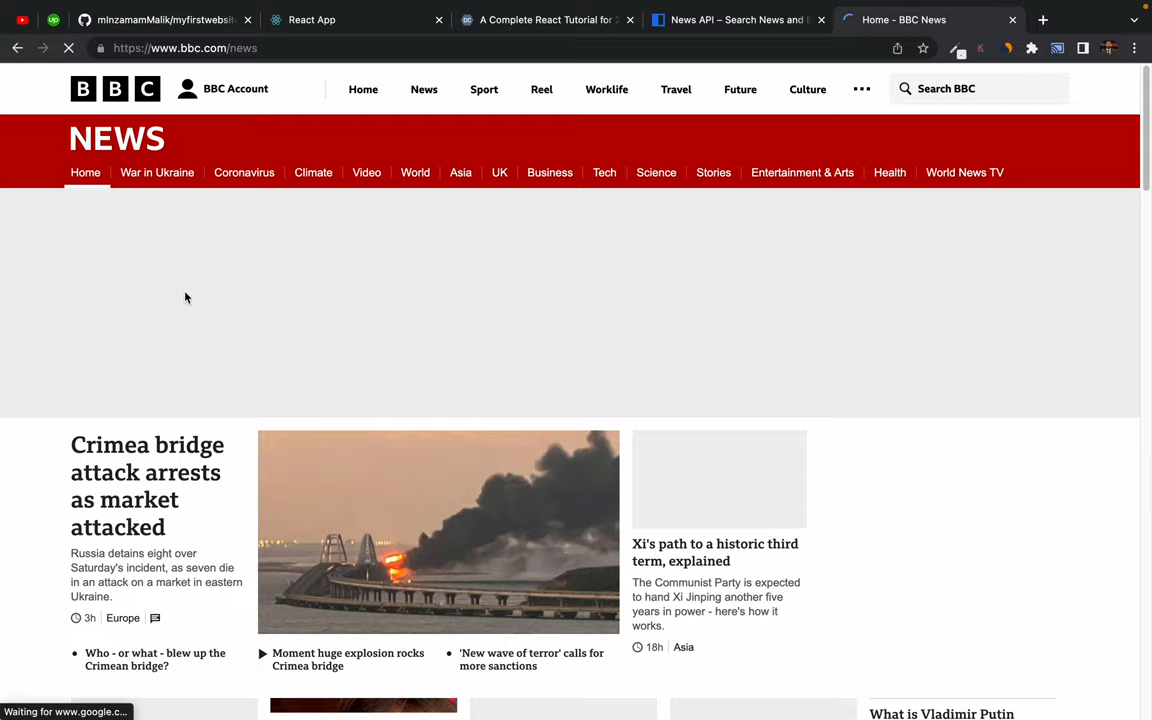 mInzamamMalik/myfirstwebsit
React App
A Complete React Tutorial for 2
News API – Search News and
Home - BBC News
https://www.bbc.com/news
BBC
BBC Account
Home
News
Sport
Reel
Worklife
Travel
Future
Culture
Search BBC
NEWS
Home
War in Ukraine
Coronavirus
Climate
Video
World
Asia
UK
Business
Tech
Science
Stories
Entertainment & Arts
Health
World News TV
Crimea bridge
attack arrests
as market
attacked
Russia detains eight over
Saturday's incident, as seven die
in an attack on a market in eastern
Ukraine.
3h
Europe
Xi's path to a historic third
term, explained
The Communist Party is expected
to hand Xi Jinping another five
years in power - here's how it
works.
18h
Asia
Who - or what - blew up the
Crimean bridge?
Moment huge explosion rocks
Crimea bridge
'New wave of terror' calls for
more sanctions
What is Vladimir Putin
Waiting for www.google.c...